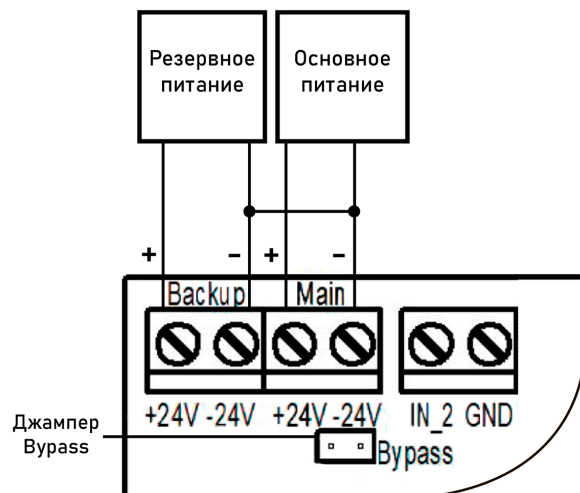 Резервное питание
Основное питание
+ - + -
Backup Main
+24V -24V +24V -24V IN_2 GND
Джампер Bypass
Bypass